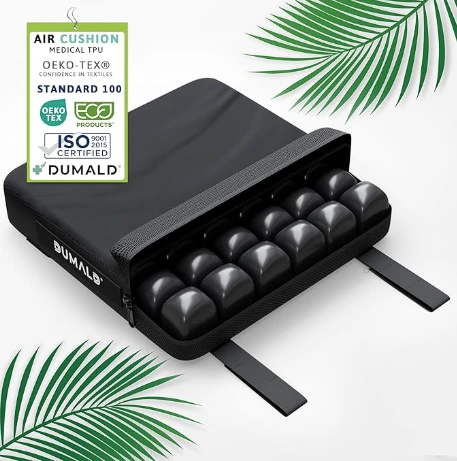 AIR CUSHION
MEDICAL TPU
OEKO-TEX®
CONFIDENCE IN TEXTILES
STANDARD 100
OEKO
TEX
ECO
PRODUCTS
ISO 9001
2015
CERTIFIED
DUMALD®
DUMALD®